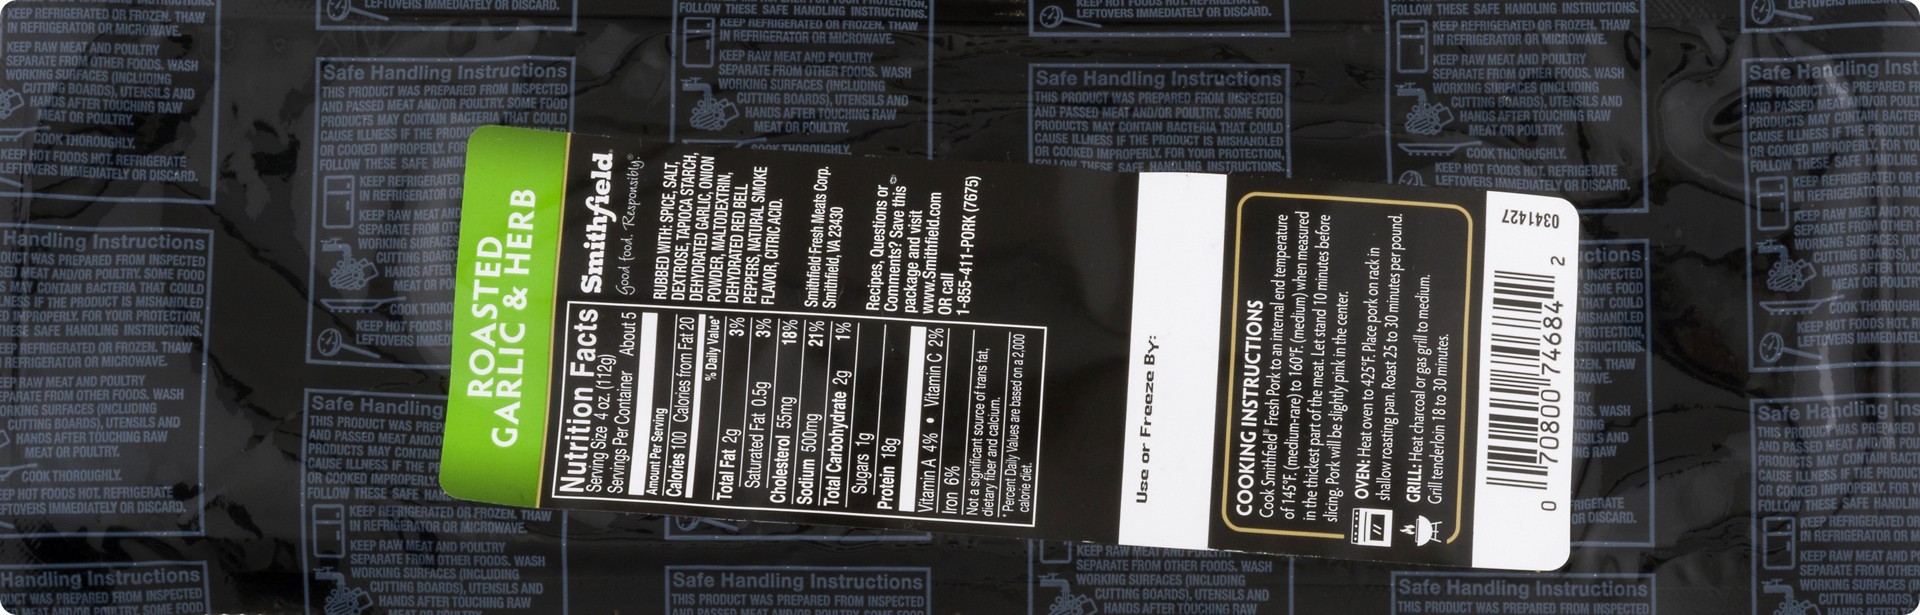 ROASTED
GARLIC & HERB
Smithfield
Good food. Responsibly.®
RUBBED WITH: SPICE SALT,
DEXTROSE, TAPIOCA STARCH,
DEHYDRATED GARLIC, ONION
POWDER, MALTODEXTRIN,
DEHYDRATED RED BELL
PEPPERS, NATURAL SMOKE
FLAVOR, CITRIC ACID.
Smithfield Fresh Meats Corp.
Smithfield, VA 23430
Recipes, Questions or
Comments? Save this
package and visit
www.Smithfield.com
OR call
1-855-411-PORK (7675)
Nutrition Facts
Serving Size 4 oz. (112g)
Servings Per Container About 5
Amount Per Serving
Calories 100 Calories from Fat 20
% Daily Value*
Total Fat 2g 3%
Saturated Fat 0.5g 3%
Cholesterol 55mg 18%
Sodium 500mg 21%
Total Carbohydrate 2g 1%
Sugars 1g
Protein 18g
Vitamin A 4% • Vitamin C 2%
Iron 6%
Not a significant source of trans fat,
dietary fiber and calcium.
*Percent Daily Values are based on a 2,000
calorie diet.
Use or Freeze By:
COOKING INSTRUCTIONS
Cook Smithfield® Fresh Pork to an internal end temperature
of 145°F. (medium-rare) to 160°F. (medium) when measured
in the thickest part of the meat. Let stand 10 minutes before
slicing. Pork will be slightly pink in the center.
OVEN: Heat oven to 425°F. Place pork on rack in
shallow roasting pan. Roast 25 to 30 minutes per pound.
GRILL: Heat charcoal or gas grill to medium.
Grill tenderloin 18 to 30 minutes.
0341427
0 70800 74684 2
Safe Handling Instructions
THIS PRODUCT WAS PREPARED FROM INSPECTED
AND PASSED MEAT AND/OR POULTRY. SOME FOOD
PRODUCTS MAY CONTAIN BACTERIA THAT COULD
CAUSE ILLNESS IF THE PRODUCT IS MISHANDLED
OR COOKED IMPROPERLY. FOR YOUR PROTECTION,
FOLLOW THESE SAFE HANDLING INSTRUCTIONS.
KEEP REFRIGERATED OR FROZEN. THAW
IN REFRIGERATOR OR MICROWAVE.
KEEP RAW MEAT AND POULTRY
SEPARATE FROM OTHER FOODS. WASH
WORKING SURFACES (INCLUDING
CUTTING BOARDS), UTENSILS AND
HANDS AFTER TOUCHING RAW
MEAT OR POULTRY.
COOK THOROUGHLY.
KEEP HOT FOODS HOT. REFRIGERATE
LEFTOVERS IMMEDIATELY OR DISCARD.